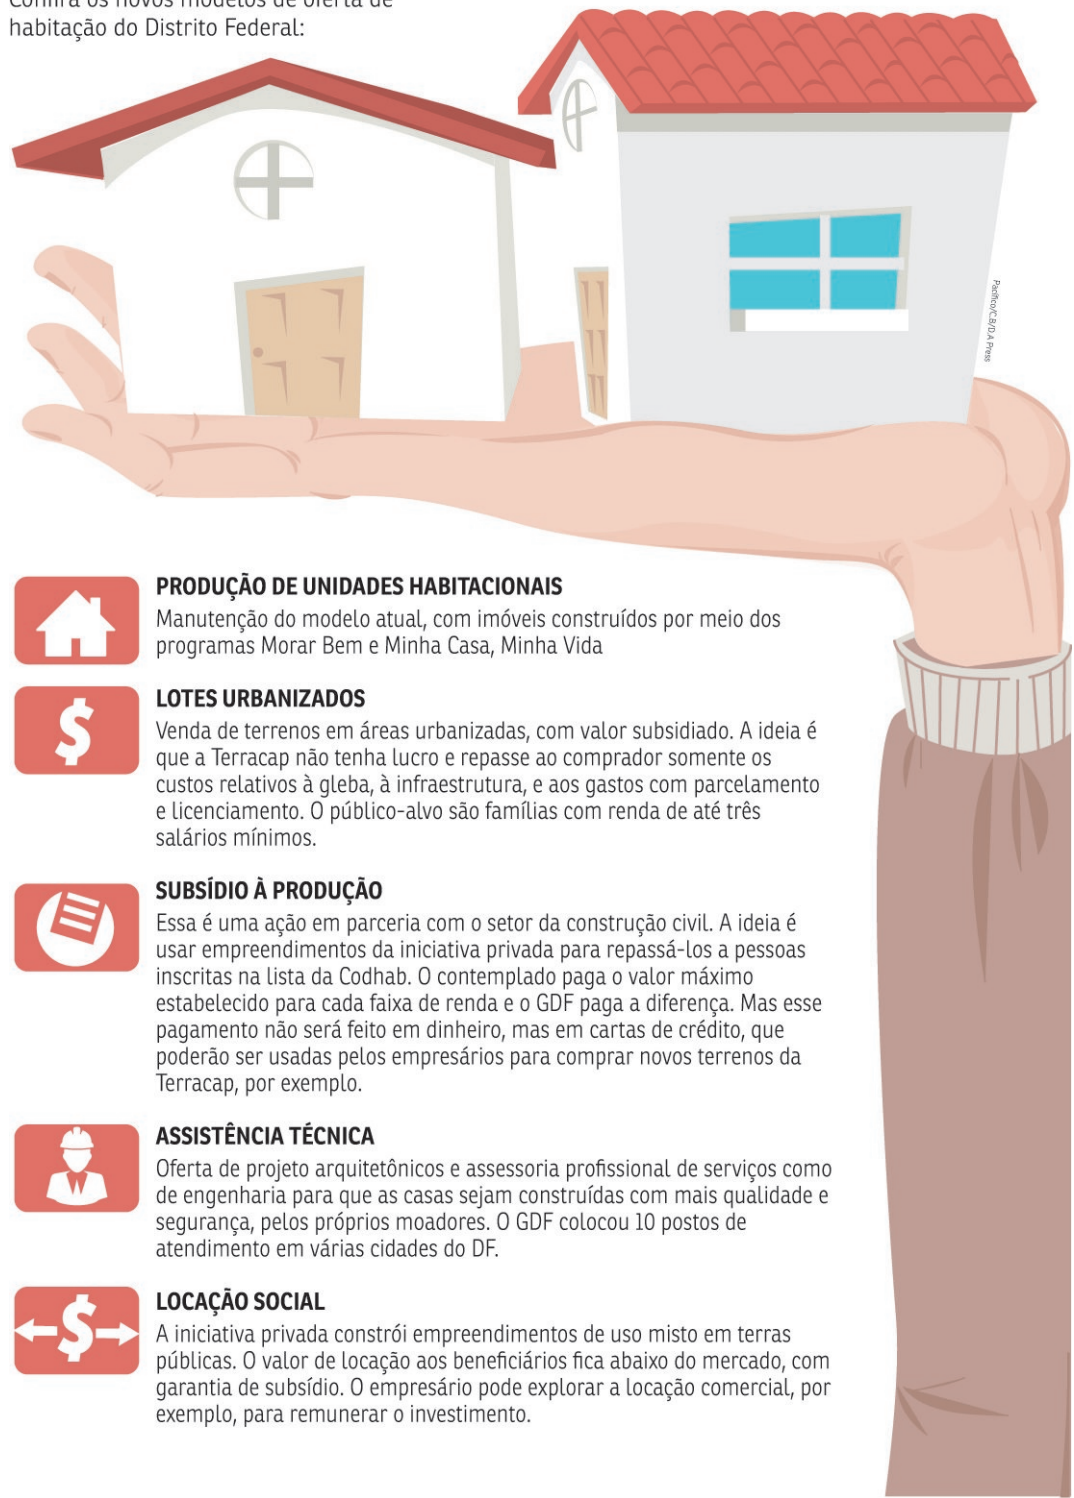 Confira os novos modelos de oferta de
habitação do Distrito Federal:
Pacífico/C.B/D.A Press
PRODUÇÃO DE UNIDADES HABITACIONAIS
Manutenção do modelo atual, com imóveis construídos por meio dos
programas Morar Bem e Minha Casa, Minha Vida
$
LOTES URBANIZADOS
Venda de terrenos em áreas urbanizadas, com valor subsidiado. A ideia é
que a Terracap não tenha lucro e repasse ao comprador somente os
custos relativos à gleba, à infraestrutura, e aos gastos com parcelamento
e licenciamento. O público-alvo são famílias com renda de até três
salários mínimos.
SUBSÍDIO À PRODUÇÃO
Essa é uma ação em parceria com o setor da construção civil. A ideia é
usar empreendimentos da iniciativa privada para repassá-los a pessoas
inscritas na lista da Codhab. O contemplado paga o valor máximo
estabelecido para cada faixa de renda e o GDF paga a diferença. Mas esse
pagamento não será feito em dinheiro, mas em cartas de crédito, que
poderão ser usadas pelos empresários para comprar novos terrenos da
Terracap, por exemplo.
ASSISTÊNCIA TÉCNICA
Oferta de projeto arquitetônicos e assessoria profissional de serviços como
de engenharia para que as casas sejam construídas com mais qualidade e
segurança, pelos próprios moadores. O GDF colocou 10 postos de
atendimento em várias cidades do DF.
$
LOCAÇÃO SOCIAL
A iniciativa privada constrói empreendimentos de uso misto em terras
públicas. O valor de locação aos beneficiários fica abaixo do mercado, com
garantia de subsídio. O empresário pode explorar a locação comercial, por
exemplo, para remunerar o investimento.